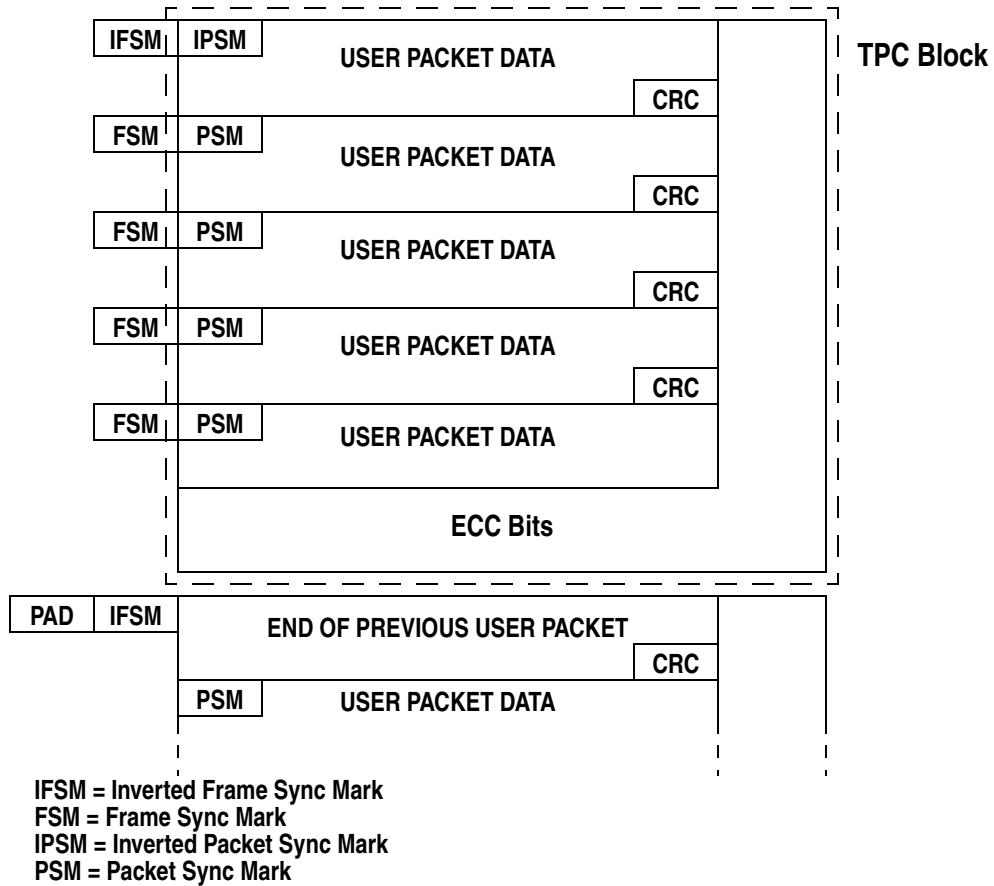 IFSM IPSM
USER PACKET DATA
TPC Block
CRC
FSM PSM
USER PACKET DATA
CRC
FSM PSM
USER PACKET DATA
CRC
FSM PSM
USER PACKET DATA
CRC
FSM PSM
USER PACKET DATA
ECC Bits
PAD IFSM
END OF PREVIOUS USER PACKET
CRC
PSM
USER PACKET DATA
IFSM = Inverted Frame Sync Mark
FSM = Frame Sync Mark
IPSM = Inverted Packet Sync Mark
PSM = Packet Sync Mark